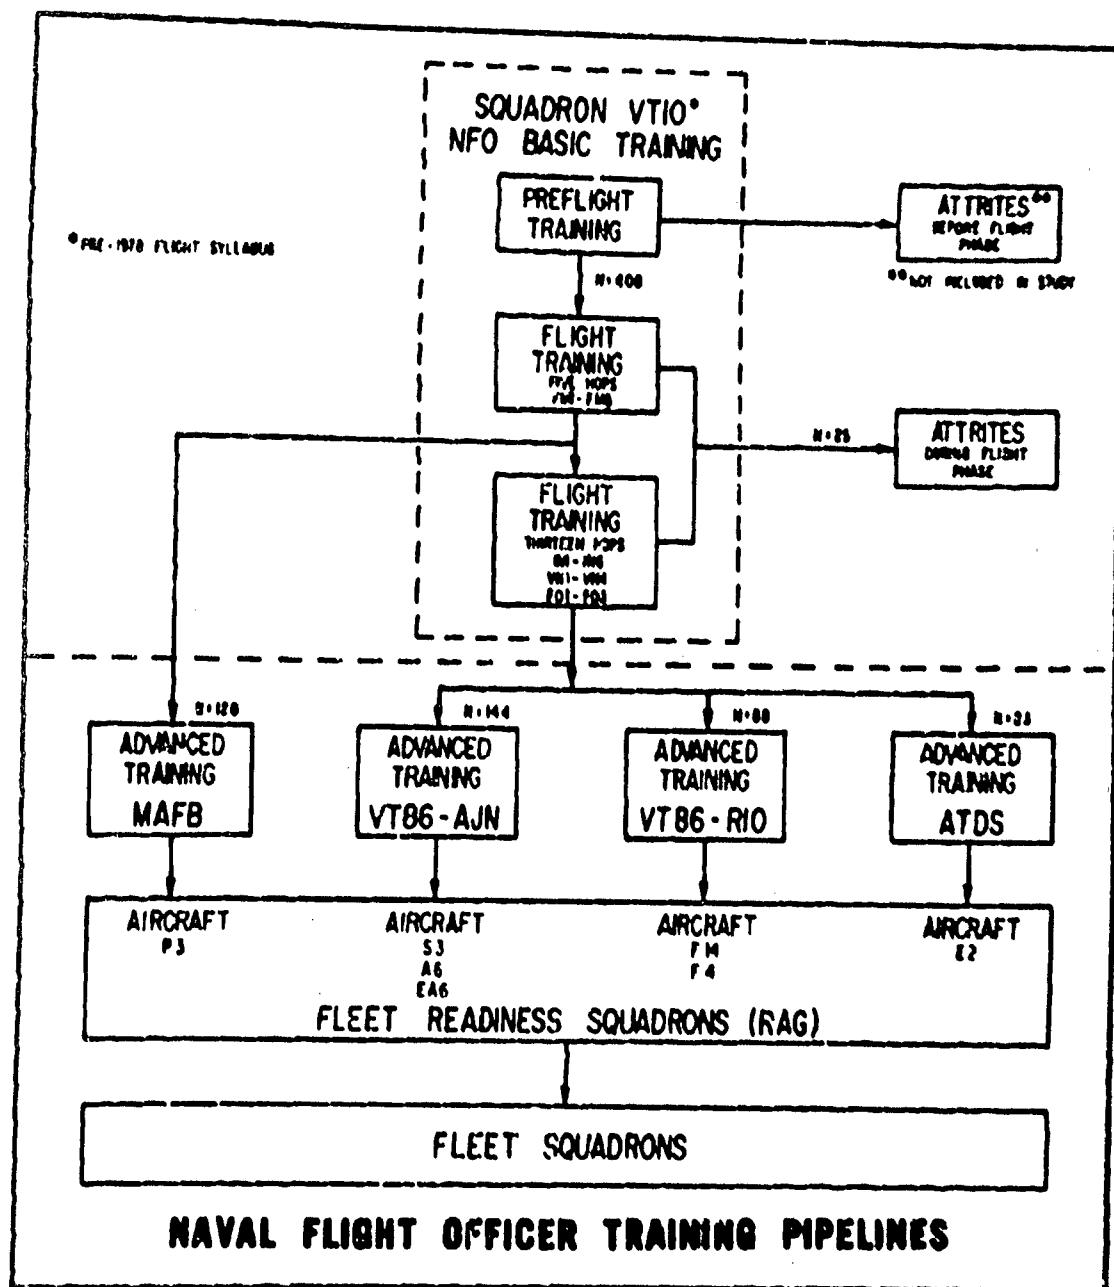 SQUADRON VT10*
NFO BASIC TRAINING
PREFLIGHT
TRAINING
ATTRITES**
BEFORE FLIGHT
PHASE
*PRE-1978 FLIGHT SYLLABUS
**NOT INCLUDED IN STUDY
FLIGHT
TRAINING
FIVE HOPS
N=25
ATTRITES
DURING FLIGHT
PHASE
FLIGHT
TRAINING
THIRTEEN HOPS
N=144
ADVANCED
TRAINING
MAFB
ADVANCED
TRAINING
VT86-AJN
ADVANCED
TRAINING
VT86-RIO
ADVANCED
TRAINING
ATDS
AIRCRAFT
P3
AIRCRAFT
S3
A6
EA6
AIRCRAFT
F14
F4
AIRCRAFT
E2
FLEET READINESS SQUADRONS (RAG)
FLEET SQUADRONS
NAVAL FLIGHT OFFICER TRAINING PIPELINES